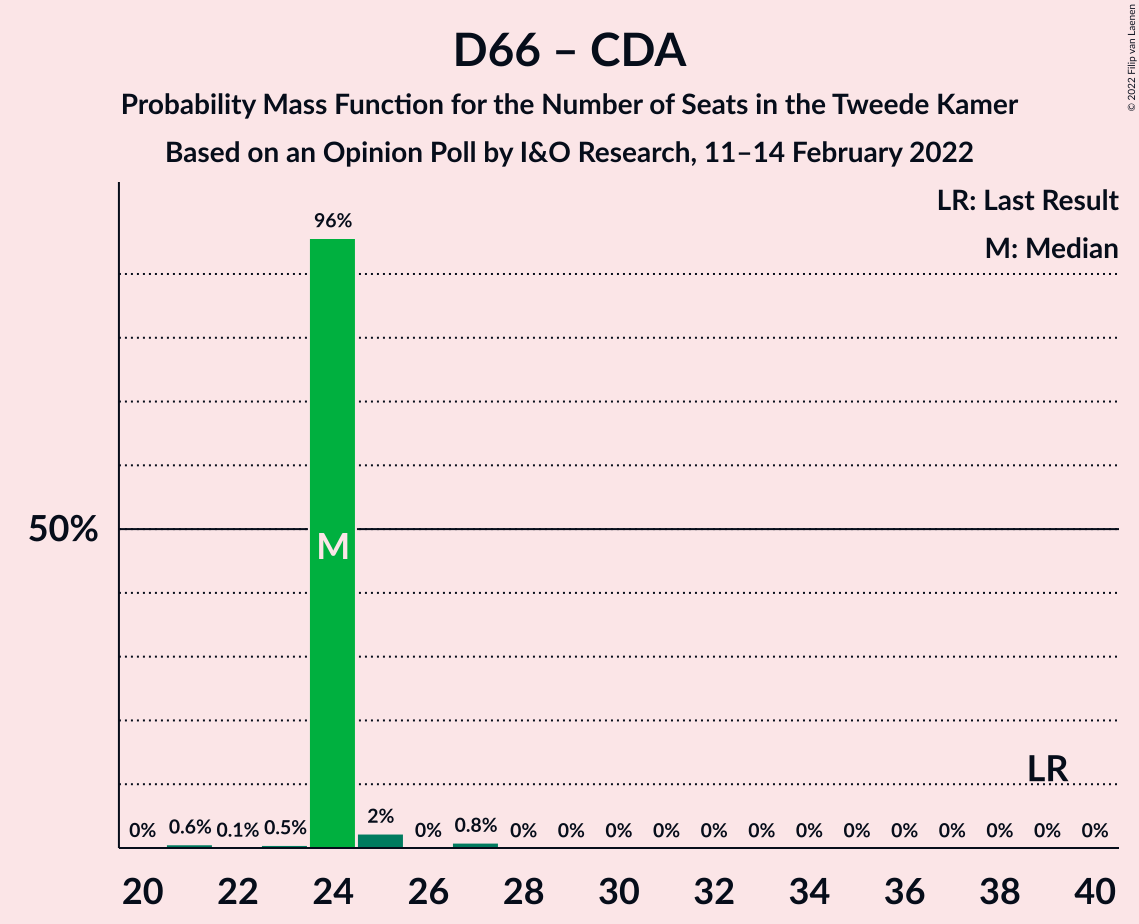 © 2022 Filip van Laenen
D66 – CDA
Probability Mass Function for the Number of Seats in the Tweede Kamer
Based on an Opinion Poll by I&O Research, 11–14 February 2022
LR: Last Result
M: Median
96%
50%
M
LR
0% 0.6% 0.1% 0.5% 2% 0% 0.8% 0% 0% 0% 0% 0% 0% 0% 0% 0% 0% 0% 0% 0%
20 22 24 26 28 30 32 34 36 38 40